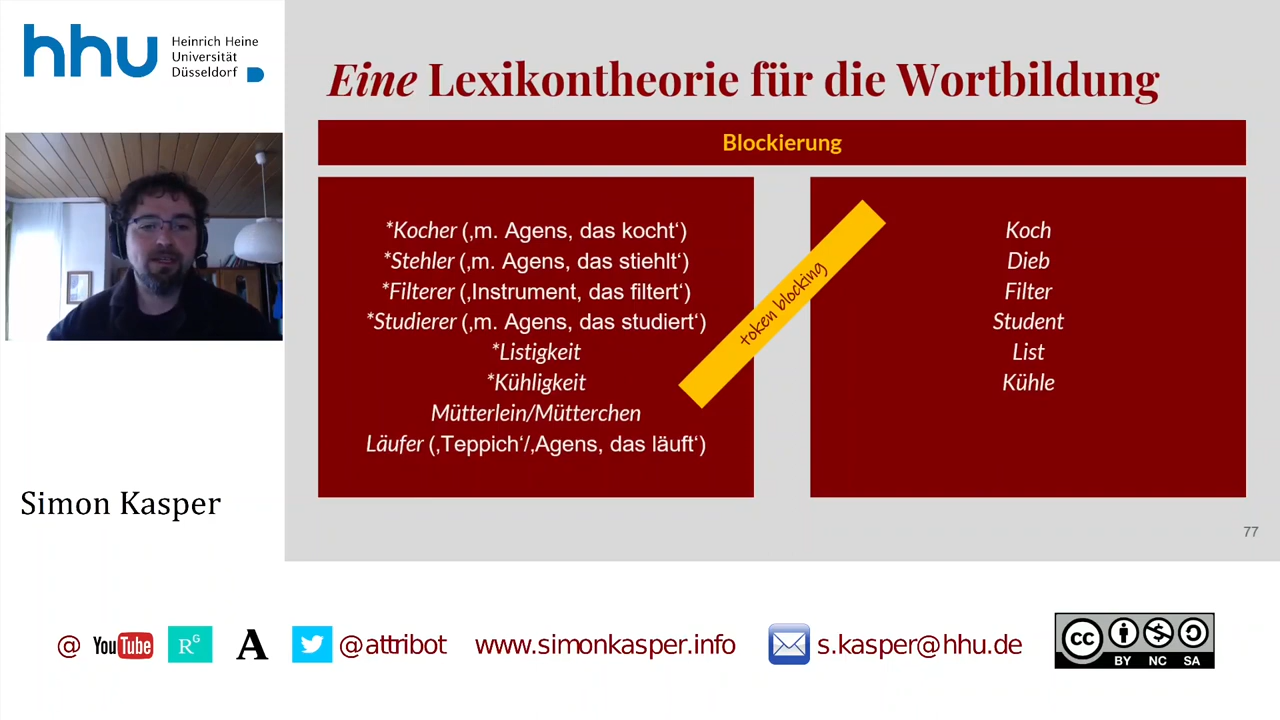 hhu
Heinrich Heine
Universität
Düsseldorf
Eine Lexikontheorie für die Wortbildung
Blockierung
*Kocher (‚m. Agens, das kocht‘)
*Stehler (‚m. Agens, das stiehlt‘)
*Filterer (‚Instrument, das filtert‘)
*Studierer (‚m. Agens, das studiert‘)
*Listigkeit
*Kühligkeit
Mütterlein/Mütterchen
Läufer (‚Teppich‘/‚Agens, das läuft‘)
token blocking
Koch
Dieb
Filter
Student
List
Kühle
Simon Kasper
77
@ YouTube RG A @attribot www.simonkasper.info s.kasper@hhu.de
cc BY NC SA